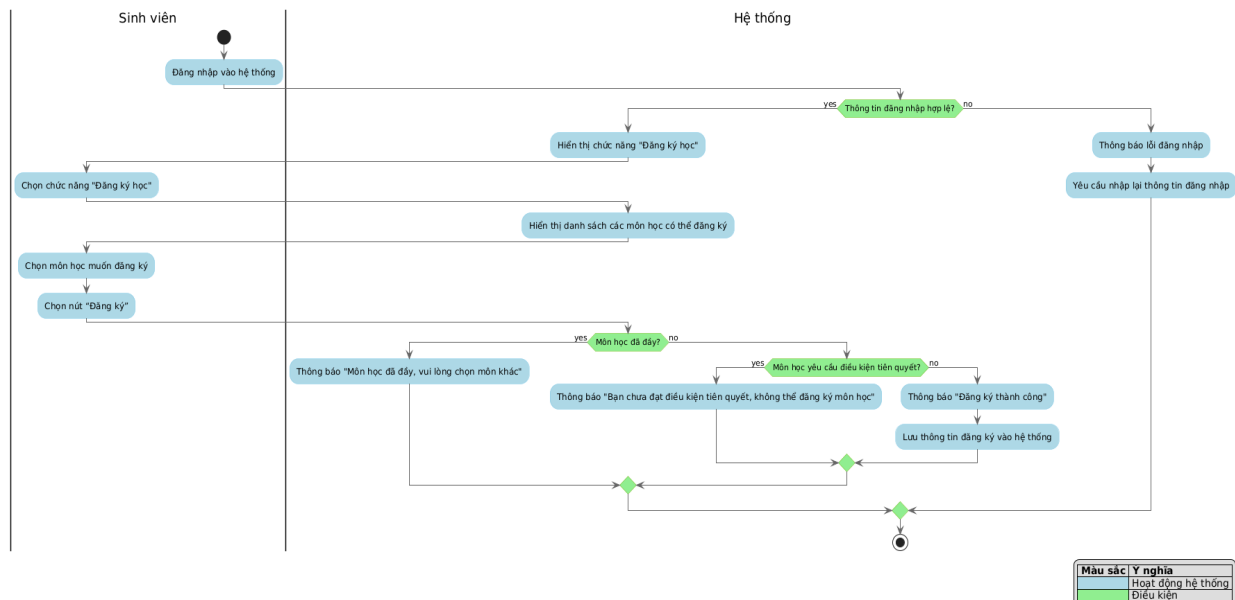 Sinh viên
Hệ thống
Đăng nhập vào hệ thống
Thông tin đăng nhập hợp lệ?
yes
no
Hiển thị chức năng "Đăng ký học"
Thông báo lỗi đăng nhập
Chọn chức năng "Đăng ký học"
Yêu cầu nhập lại thông tin đăng nhập
Hiển thị danh sách các môn học có thể đăng ký
Chọn môn học muốn đăng ký
Chọn nút "Đăng ký"
Môn học đã đầy?
yes
no
Thông báo "Môn học đã đầy, vui lòng chọn môn khác"
Môn học yêu cầu điều kiện tiên quyết?
yes
no
Thông báo "Bạn chưa đạt điều kiện tiên quyết, không thể đăng ký môn học"
Thông báo "Đăng ký thành công"
Lưu thông tin đăng ký vào hệ thống
Màu sắc Ý nghĩa
Hoạt động hệ thống
Điều kiện